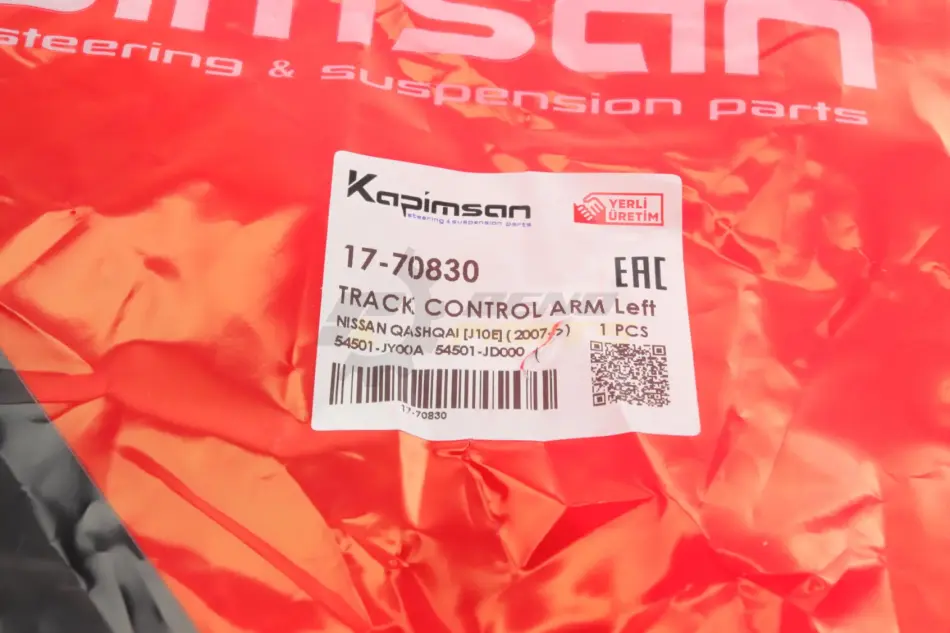 imsan
steering & suspension parts
Kapimsan
steering & suspension parts
YERLİ
ÜRETİM
17-70830
EAC
TRACK CONTROL ARM Left
NISSAN QASHQAI [J10E] ( 2007-> ) 1 PCS
54501-JY00A 54501-JD000
17-70830